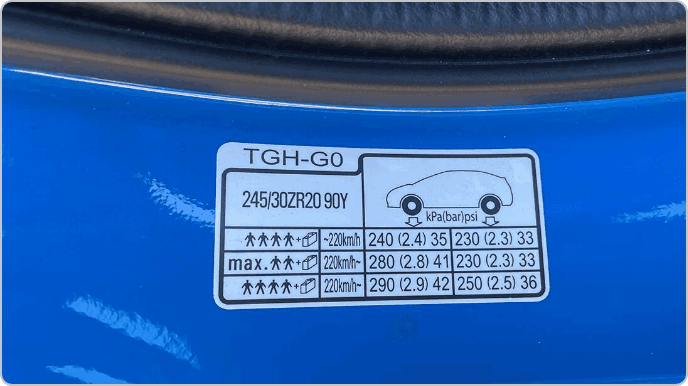 TGH-G0
245/30ZR20 90Y
kPa(bar)psi
+ ~220km/h 240 (2.4) 35 230 (2.3) 33
max. + 220km/h~ 280 (2.8) 41 230 (2.3) 33
+ 220km/h~ 290 (2.9) 42 250 (2.5) 36